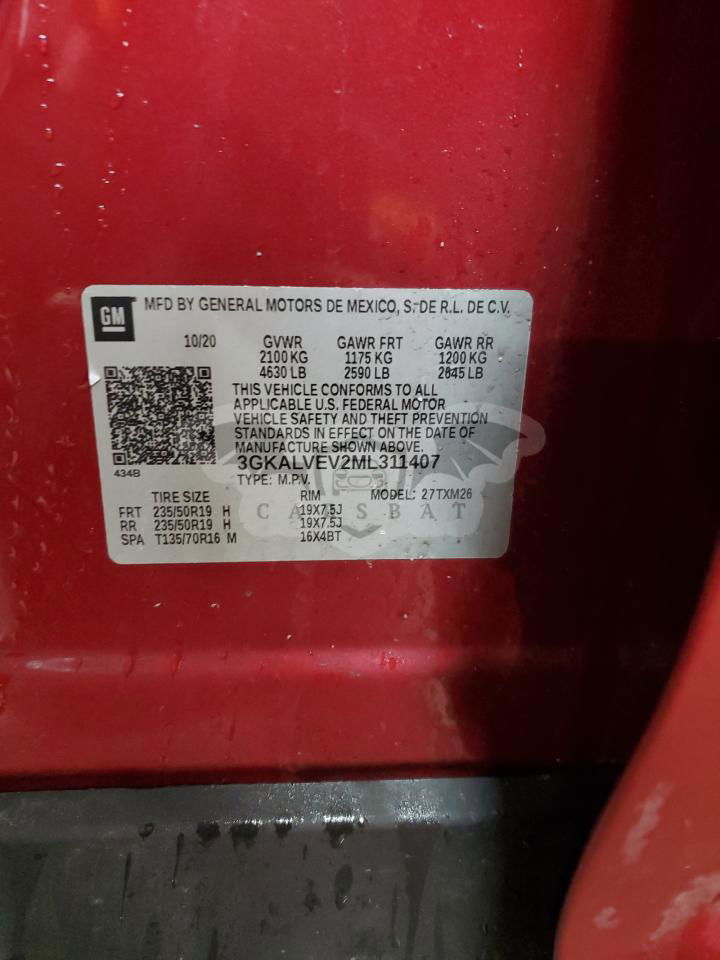 GM
MFD BY GENERAL MOTORS DE MEXICO, S. DE R.L. DE C.V.
10/20 GVWR GAWR FRT GAWR RR
2100 KG 1175 KG 1200 KG
4630 LB 2590 LB 2645 LB
THIS VEHICLE CONFORMS TO ALL
APPLICABLE U.S. FEDERAL MOTOR
VEHICLE SAFETY AND THEFT PREVENTION
STANDARDS IN EFFECT ON THE DATE OF
MANUFACTURE SHOWN ABOVE.
434B
3GKALVEV2ML311407
TYPE: M.P.V. MODEL: 27TXM26
TIRE SIZE RIM
FRT 235/50R19 H 19X7.5J
RR 235/50R19 H 19X7.5J
SPA T135/70R16 M 16X4BT
CARSBAT